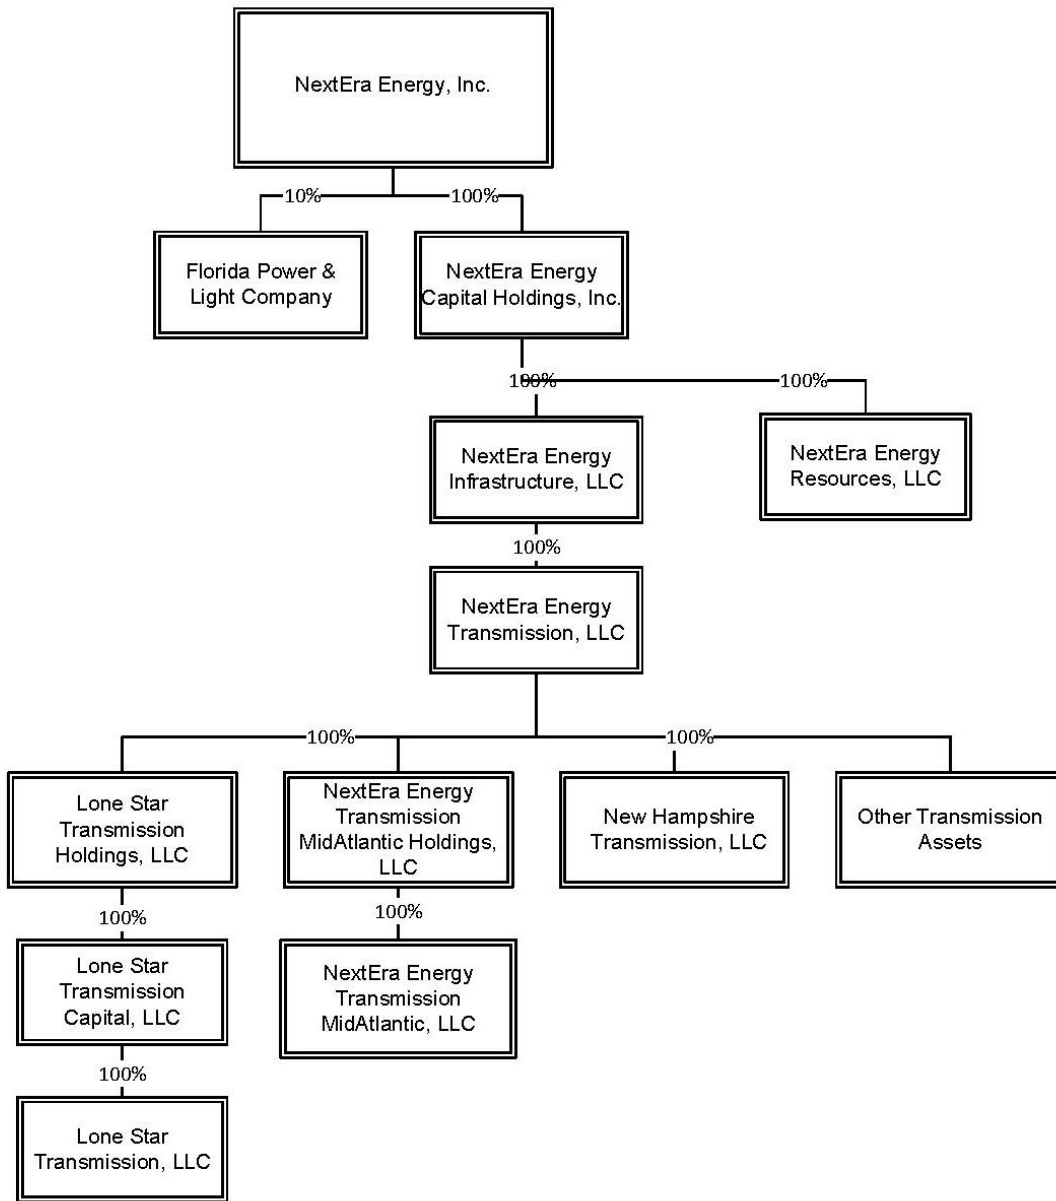 NextEra Energy, Inc.
10%
100%
Florida Power &
Light Company
NextEra Energy
Capital Holdings, Inc.
100%
100%
NextEra Energy
Infrastructure, LLC
NextEra Energy
Resources, LLC
100%
NextEra Energy
Transmission, LLC
100%
100%
Lone Star
Transmission
Holdings, LLC
NextEra Energy
Transmission
MidAtlantic Holdings,
LLC
New Hampshire
Transmission, LLC
Other Transmission
Assets
100%
100%
Lone Star
Transmission
Capital, LLC
NextEra Energy
Transmission
MidAtlantic, LLC
100%
Lone Star
Transmission, LLC